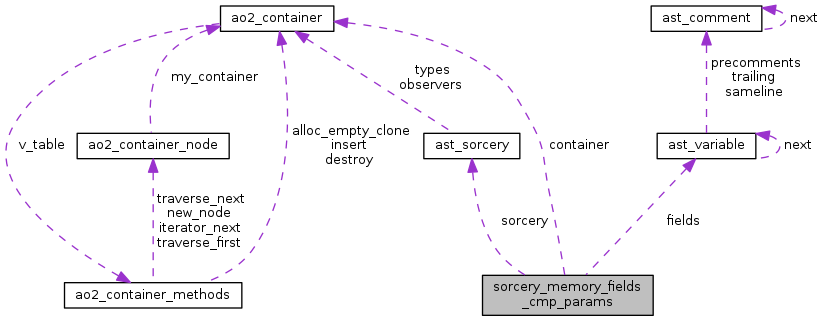 ao2_container
ast_comment
next
my_container
types
observers
precomments
trailing
sameline
v_table
ao2_container_node
alloc_empty_clone
insert
destroy
ast_sorcery
container
ast_variable
next
traverse_next
new_node
iterator_next
traverse_first
sorcery
fields
ao2_container_methods
sorcery_memory_fields
_cmp_params